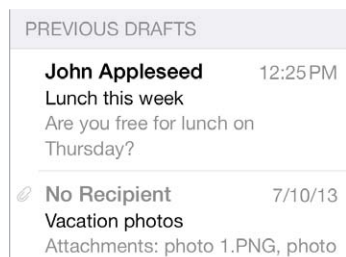 PREVIOUS DRAFTS
John Appleseed 12:25 PM
Lunch this week
Are you free for lunch on
Thursday?
No Recipient 7/10/13
Vacation photos
Attachments: photo 1.PNG, photo